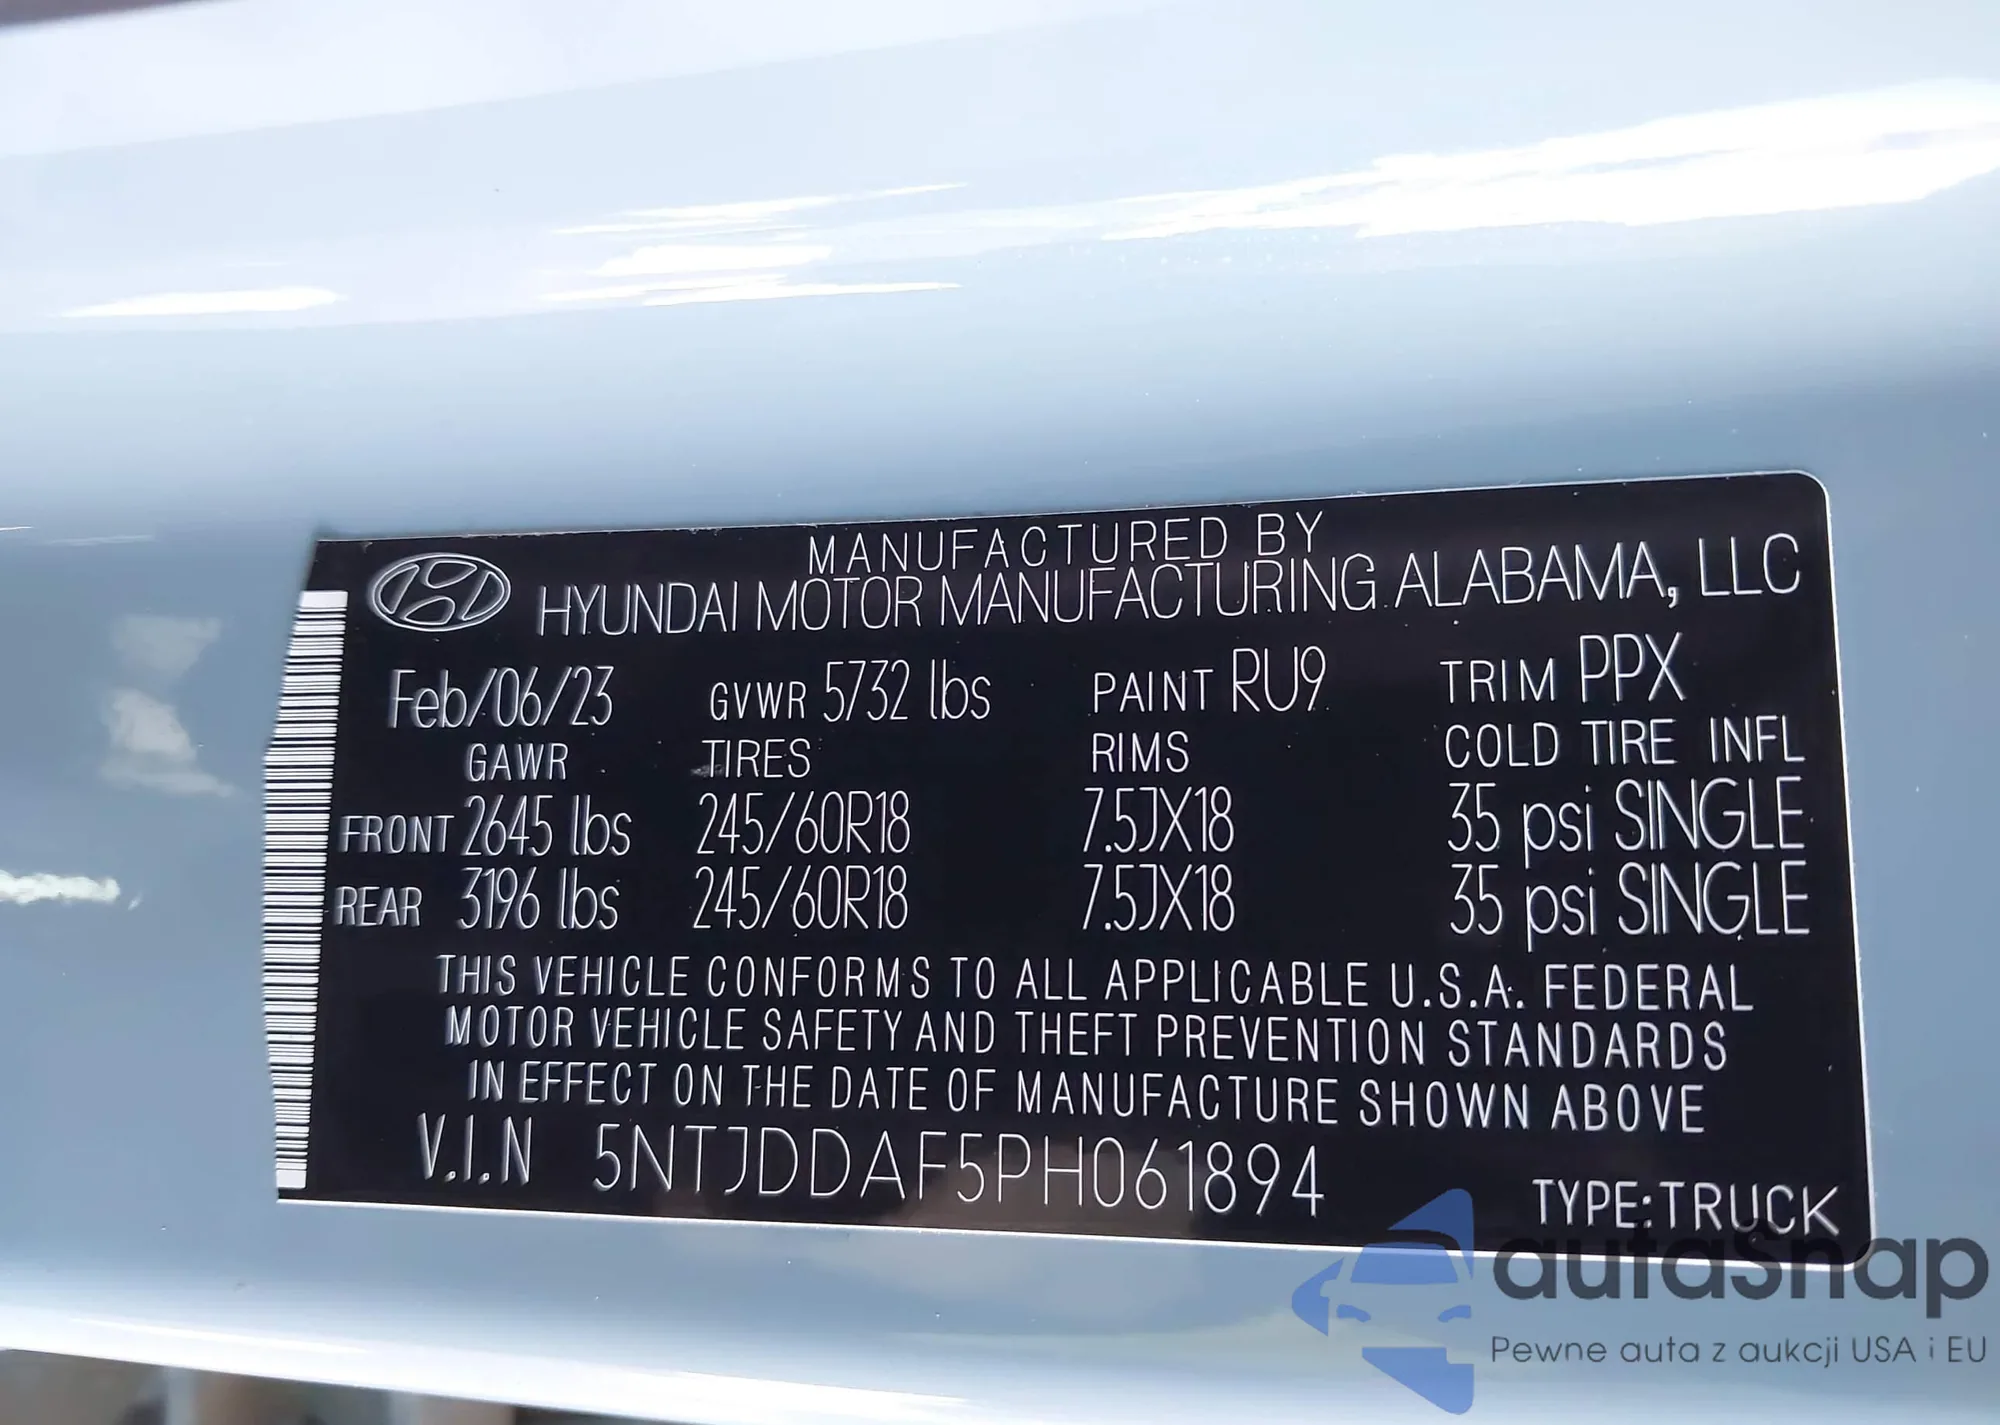 MANUFACTURED BY
HYUNDAI MOTOR MANUFACTURING ALABAMA, LLC
Feb/06/23 GVWR 5732 lbs PAINT RU9 TRIM PPX
GAWR TIRES RIMS COLD TIRE INFL
FRONT 2645 lbs 245/60R18 7.5JX18 35 psi SINGLE
REAR 3196 lbs 245/60R18 7.5JX18 35 psi SINGLE
THIS VEHICLE CONFORMS TO ALL APPLICABLE U.S.A. FEDERAL
MOTOR VEHICLE SAFETY AND THEFT PREVENTION STANDARDS
IN EFFECT ON THE DATE OF MANUFACTURE SHOWN ABOVE
V.I.N 5NTJDDAF5PH061894
TYPE:TRUCK
autaSnap
Pewne auta z aukcji USA i EU